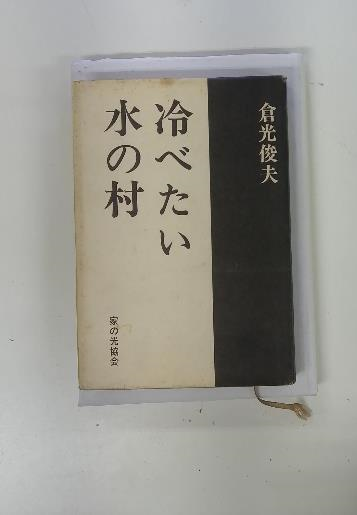 倉光俊夫
冷べたい
水の村
家の光協会